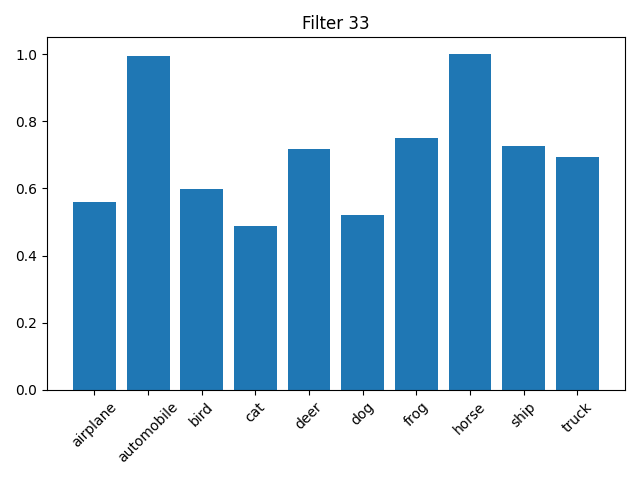 Filter 33
1.0
0.8
0.6
0.4
0.2
0.0
airplane
automobile
bird
cat
deer
dog
frog
horse
ship
truck